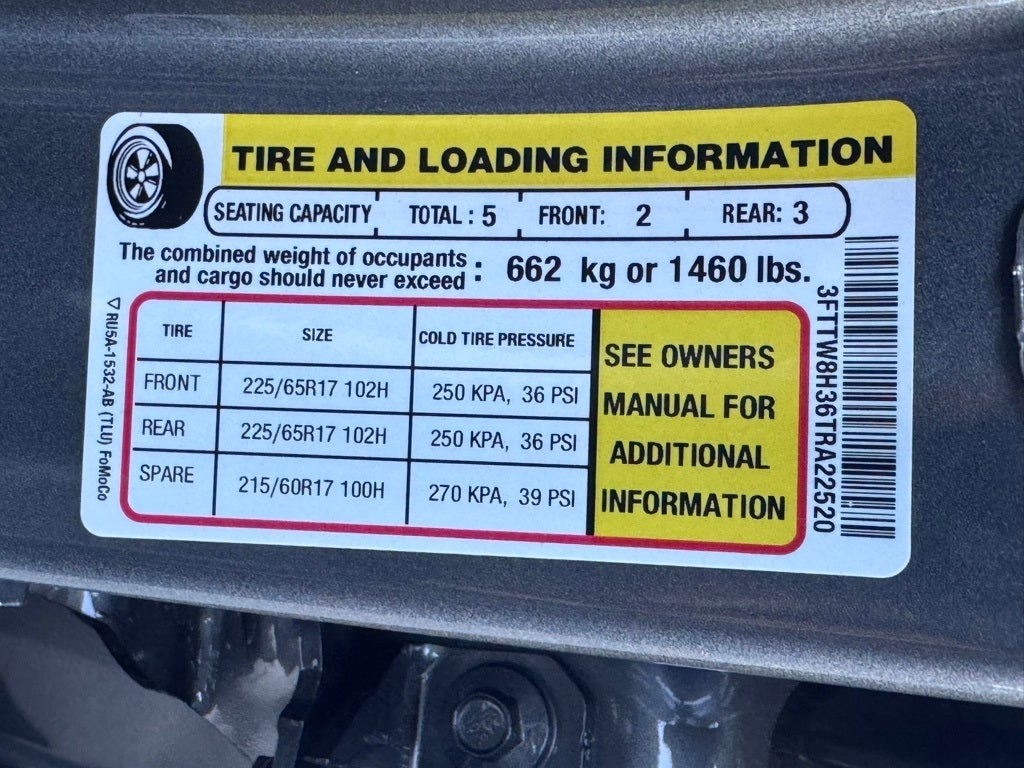 TIRE AND LOADING INFORMATION
SEATING CAPACITY TOTAL : 5 FRONT: 2 REAR: 3
The combined weight of occupants
and cargo should never exceed : 662 kg or 1460 lbs.
TIRE SIZE COLD TIRE PRESSURE
FRONT 225/65R17 102H 250 KPA, 36 PSI
REAR 225/65R17 102H 250 KPA, 36 PSI
SPARE 215/60R17 100H 270 KPA, 39 PSI
SEE OWNERS
MANUAL FOR
ADDITIONAL
INFORMATION
3FTTW8H36TRA22520
▽ RU5A-1532-AB (TLU) FoMoCo